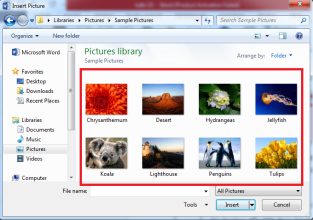 Insert Picture
Libraries ▸ Pictures ▸ Sample Pictures
Search Sample Pictures
Organize
New folder
Microsoft Word
Pictures library
Sample Pictures
Arrange by: Folder
Favorites
Desktop
Downloads
Recent Places
Libraries
Documents
Music
Pictures
Videos
Computer
Chrysanthemum
Desert
Hydrangeas
Jellyfish
Koala
Lighthouse
Penguins
Tulips
File name:
All Pictures
Tools
Insert
Cancel